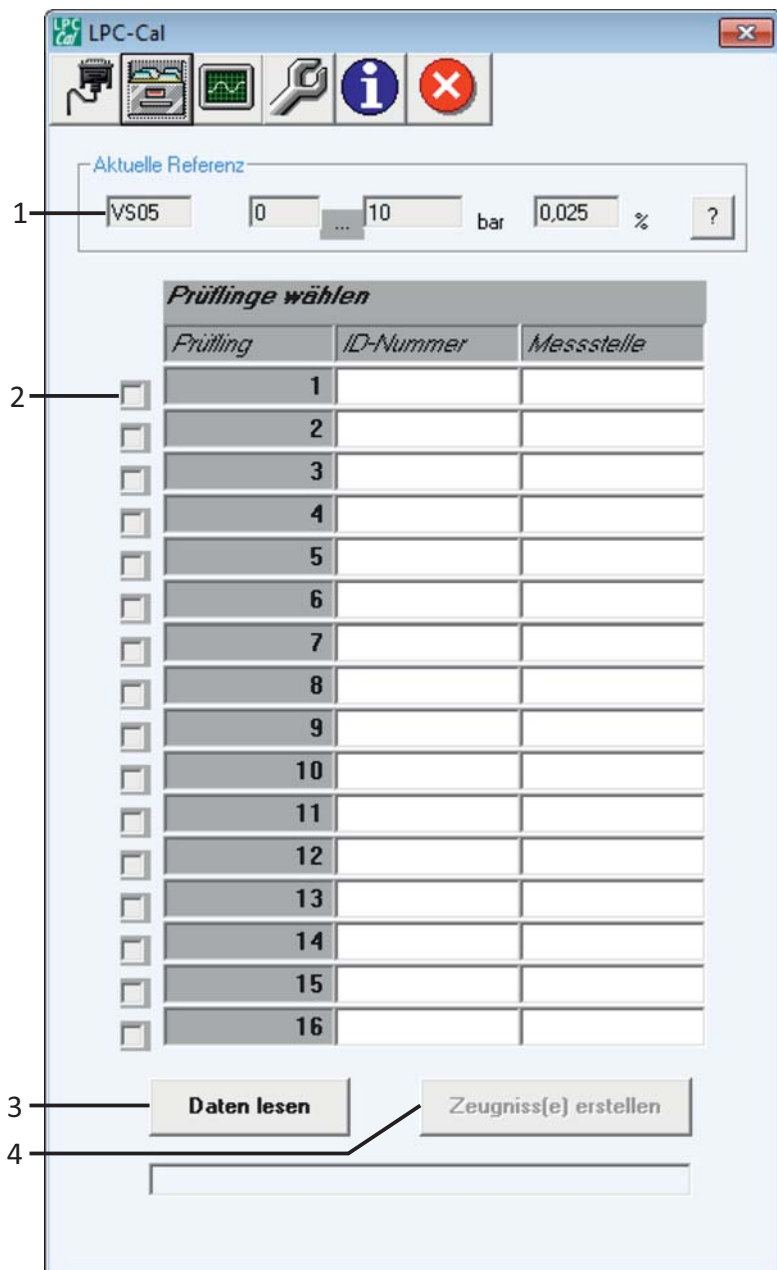 LPC Cal LPC-Cal
Aktuelle Referenz
1 VS05 0 ... 10 bar 0,025 % ?
Prüflinge wählen
Prüfling ID-Nummer Messstelle
2 1
2
3
4
5
6
7
8
9
10
11
12
13
14
15
16
3 Daten lesen Zeugniss(e) erstellen
4